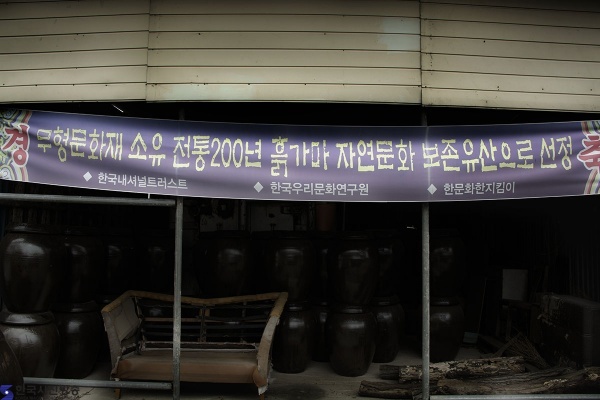 경 무형문화재 소유 전통200년 흙가마 자연문화 보존유산으로 선정 축
◆ 한국내셔널트러스트 ◆ 한국우리문화연구원 ◆ 한문화한지킴이